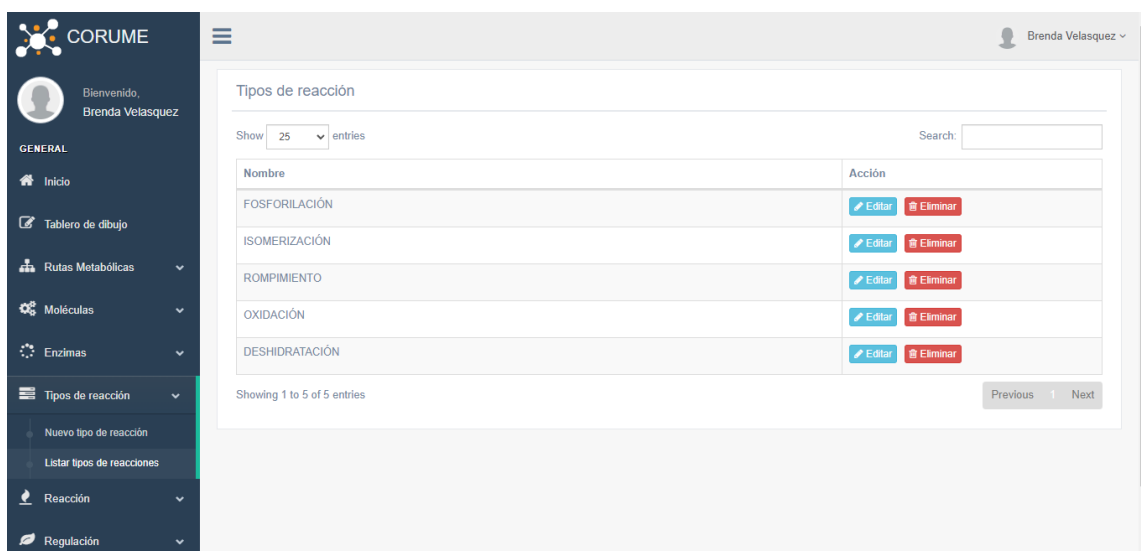 CORUME
Bienvenido,
Brenda Velasquez
GENERAL
Inicio
Tablero de dibujo
Rutas Metabólicas
Moléculas
Enzimas
Tipos de reacción
Nuevo tipo de reacción
Listar tipos de reacciones
Reacción
Regulación
Brenda Velasquez
Tipos de reacción
Show 25 entries Search:
Nombre Acción
FOSFORILACIÓN Editar Eliminar
ISOMERIZACIÓN Editar Eliminar
ROMPIMIENTO Editar Eliminar
OXIDACIÓN Editar Eliminar
DESHIDRATACIÓN Editar Eliminar
Showing 1 to 5 of 5 entries Previous 1 Next